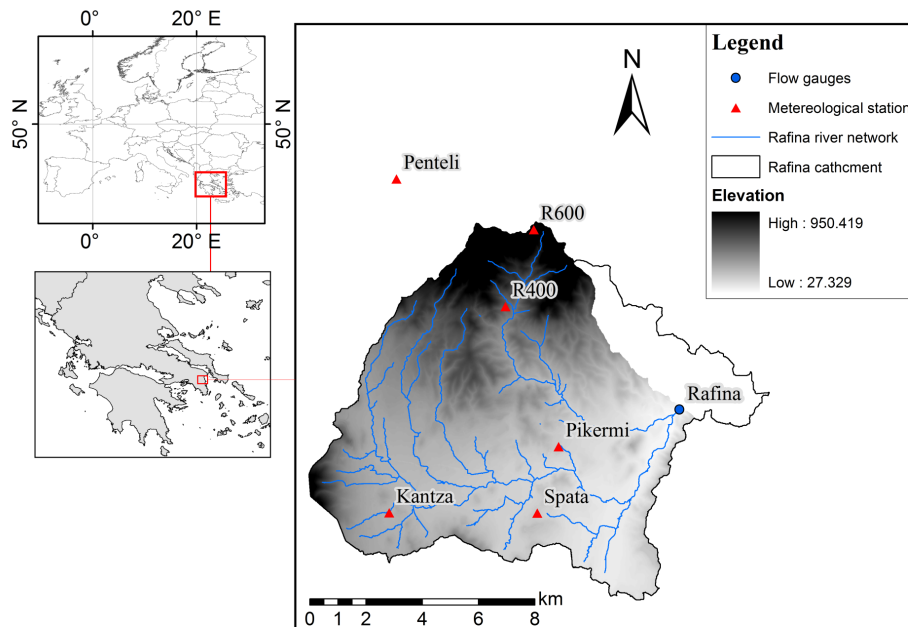 0° 20° E
50° N
50° N
0° 20° E
Legend
Flow gauges
Metereological station
Rafina river network
Rafina cathcment
Elevation
High : 950.419
Low : 27.329
N
Penteli
R600
R400
Rafina
Pikermi
Kantza
Spata
km
0 1 2 4 6 8